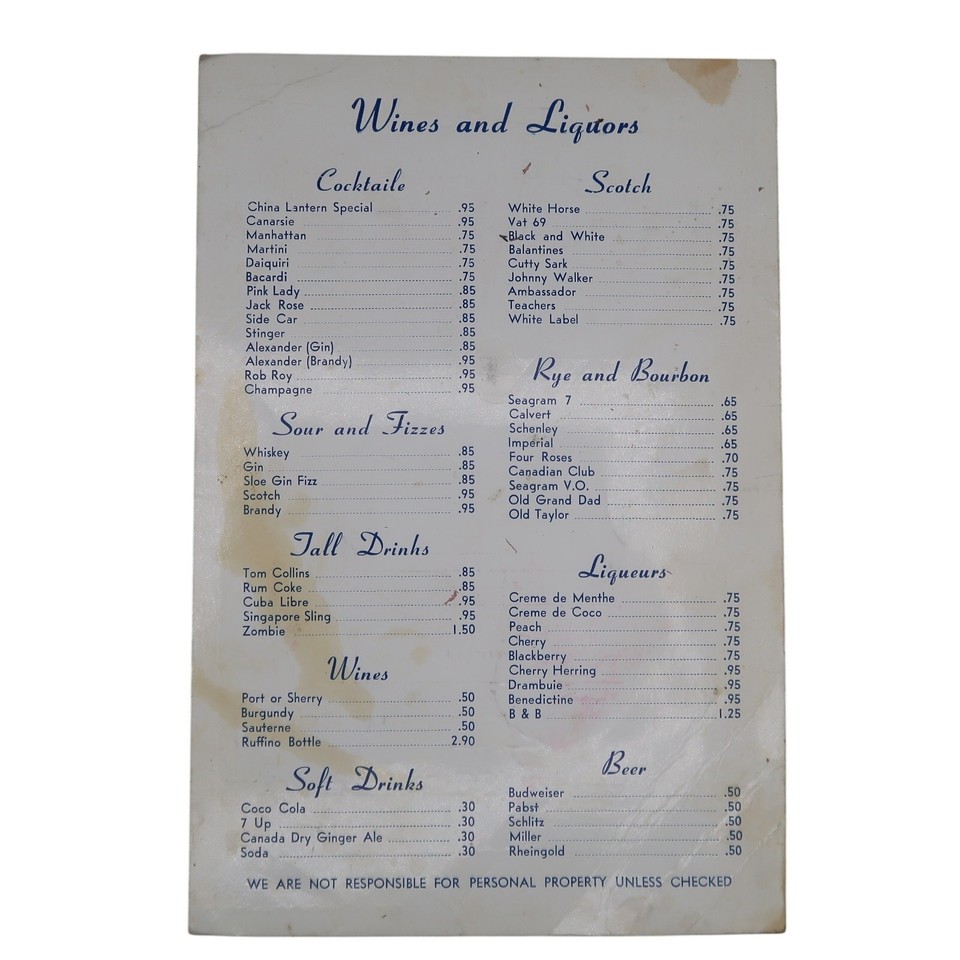 Wines and Liquors
Cocktaile
China Lantern Special .95
Canarsie .95
Manhattan .75
Martini .75
Daiquiri .75
Bacardi .75
Pink Lady .85
Jack Rose .85
Side Car .85
Stinger .85
Alexander (Gin) .85
Alexander (Brandy) .95
Rob Roy .95
Champagne .95
Sour and Fizzes
Whiskey .85
Gin .85
Sloe Gin Fizz .85
Scotch .95
Brandy .95
Tall Drinks
Tom Collins .85
Rum Coke .85
Cuba Libre .95
Singapore Sling .95
Zombie 1.50
Wines
Port or Sherry .50
Burgundy .50
Sauterne .50
Ruffino Bottle 2.90
Soft Drinks
Coco Cola .30
7 Up .30
Canada Dry Ginger Ale .30
Soda .30
Scotch
White Horse .75
Vat 69 .75
Black and White .75
Balantines .75
Cutty Sark .75
Johnny Walker .75
Ambassador .75
Teachers .75
White Label .75
Rye and Bourbon
Seagram 7 .65
Calvert .65
Schenley .65
Imperial .65
Four Roses .70
Canadian Club .75
Seagram V.O. .75
Old Grand Dad .75
Old Taylor .75
Liqueurs
Creme de Menthe .75
Creme de Coco .75
Peach .75
Cherry .75
Blackberry .75
Cherry Herring .95
Drambuie .95
Benedictine .95
B & B 1.25
Beer
Budweiser .50
Pabst .50
Schlitz .50
Miller .50
Rheingold .50
WE ARE NOT RESPONSIBLE FOR PERSONAL PROPERTY UNLESS CHECKED